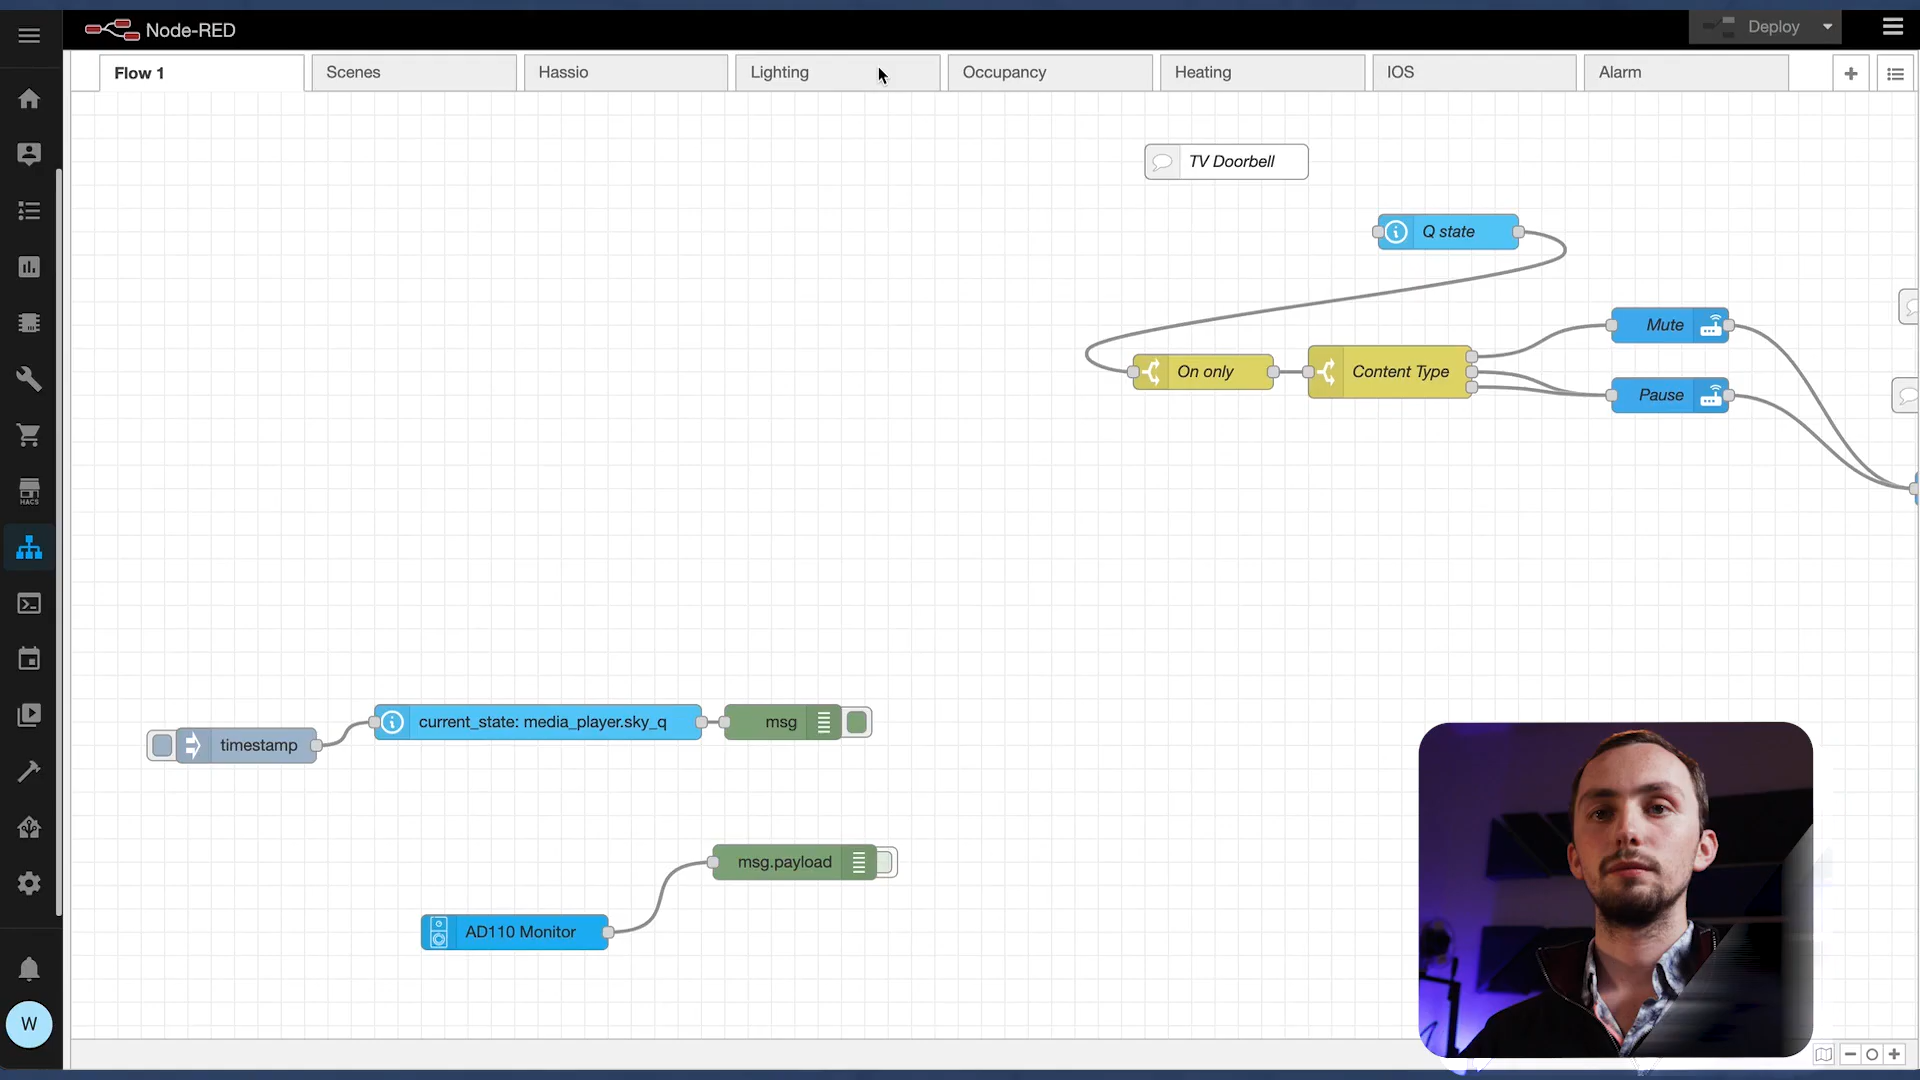 Node-RED
Deploy
Flow 1
Scenes
Hassio
Lighting
Occupancy
Heating
IOS
Alarm
TV Doorbell
Q state
On only
Content Type
Mute
Pause
HACS
timestamp
current_state: media_player.sky_q
msg
msg.payload
AD110 Monitor
W